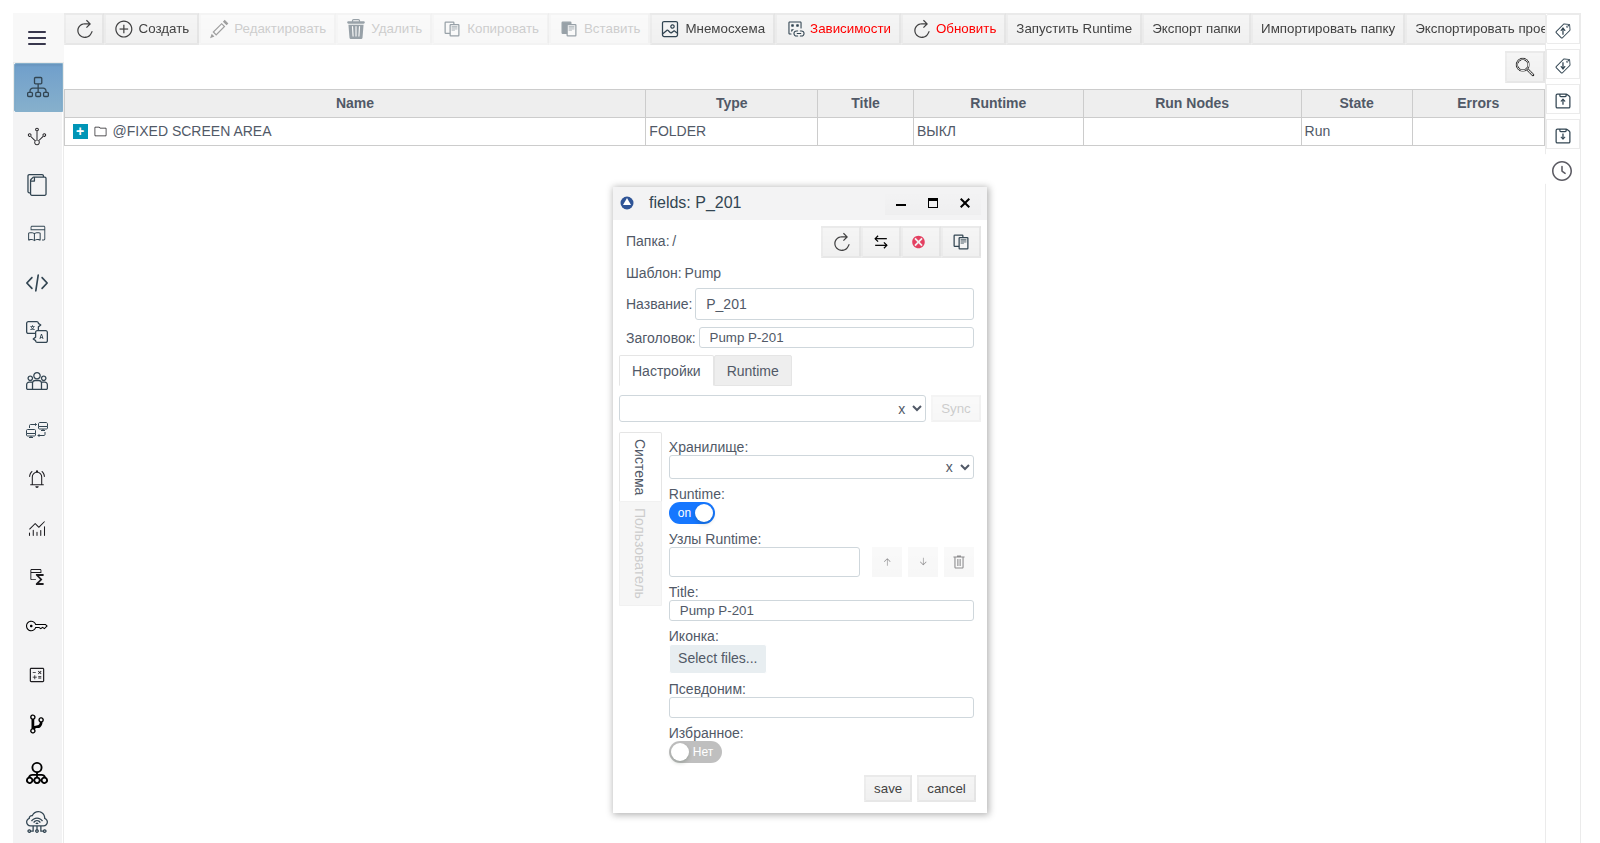 Создать Редактировать Удалить Копировать Вставить Мнемосхема Зависимости Обновить Запустить Runtime Экспорт папки Импортировать папку Экспортировать прое
Name Type Title Runtime Run Nodes State Errors
@FIXED SCREEN AREA FOLDER ВЫКЛ Run
fields: P_201
Папка: /
Шаблон: Pump
Название: P_201
Заголовок: Pump P-201
Настройки Runtime
x Sync
Система
Пользователь
Хранилище:
x
Runtime:
on
Узлы Runtime:
Title:
Pump P-201
Иконка:
Select files...
Псевдоним:
Избранное:
Нет
save cancel